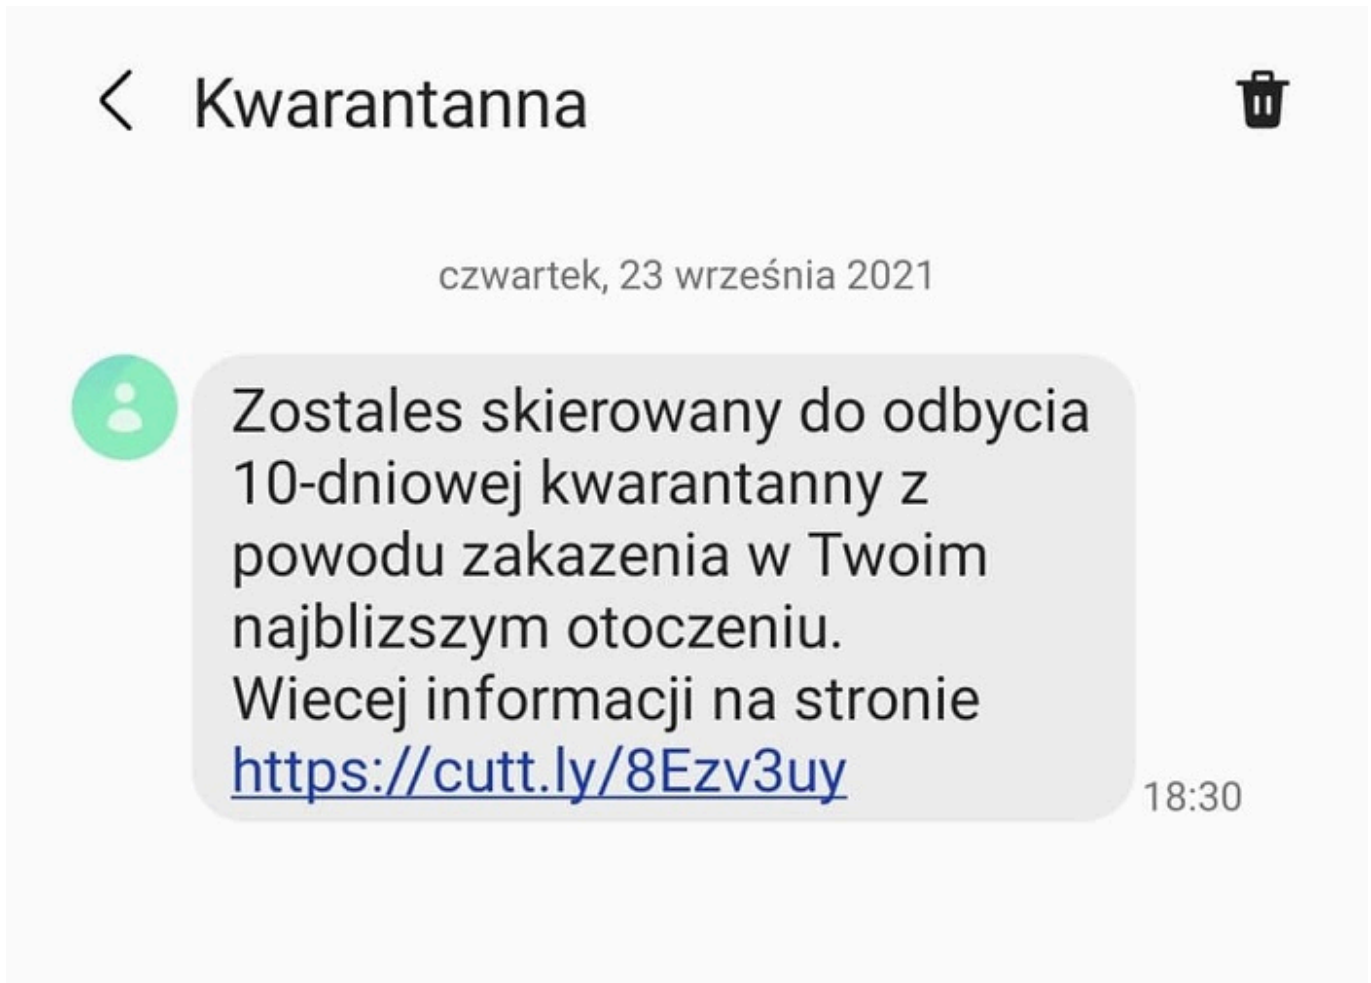 Kwarantanna
czwartek, 23 września 2021
Zostales skierowany do odbycia
10-dniowej kwarantanny z
powodu zakazenia w Twoim
najblizszym otoczeniu.
Wiecej informacji na stronie
https://cutt.ly/8Ezv3uy
18:30